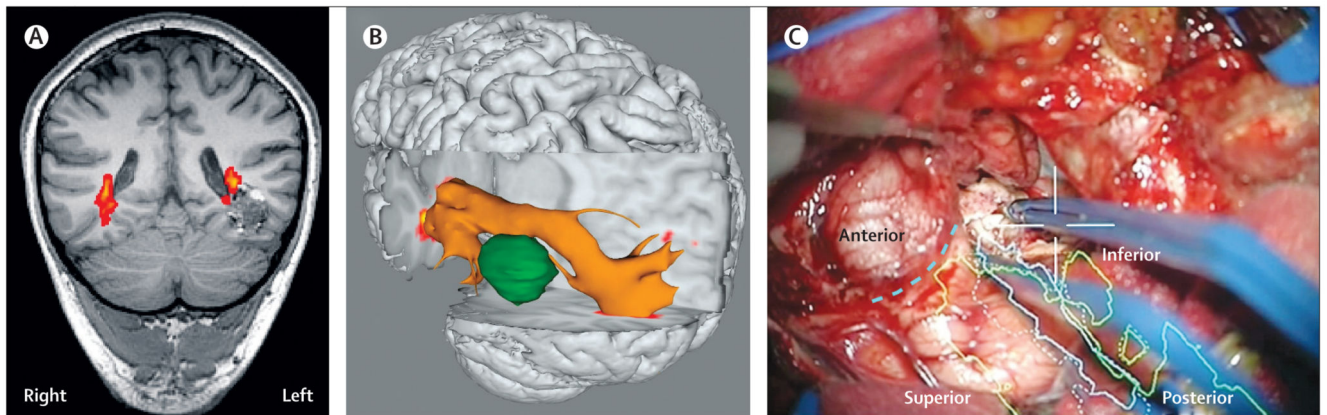 A
Right
Left
B
C
Anterior
Inferior
Superior
Posterior